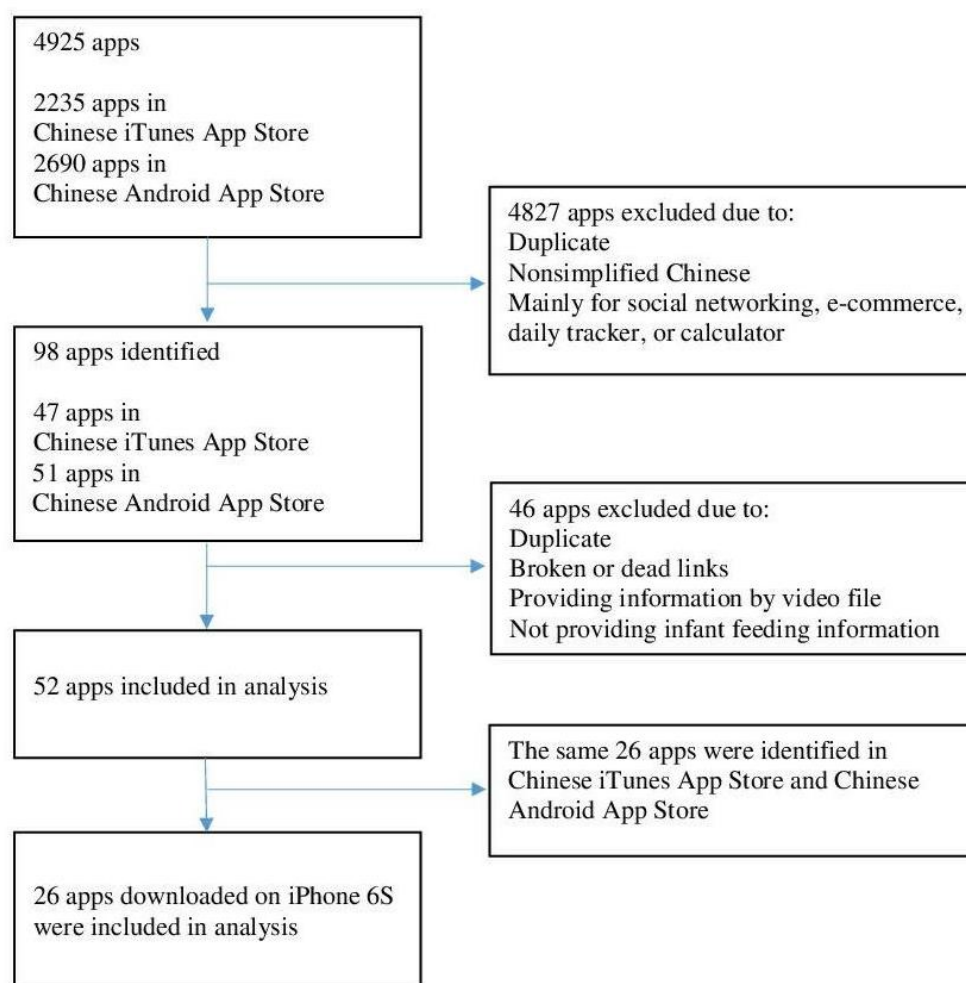 4925 apps
2235 apps in
Chinese iTunes App Store
2690 apps in
Chinese Android App Store
4827 apps excluded due to:
Duplicate
Nonsimplified Chinese
Mainly for social networking, e-commerce,
daily tracker, or calculator
98 apps identified
47 apps in
Chinese iTunes App Store
51 apps in
Chinese Android App Store
46 apps excluded due to:
Duplicate
Broken or dead links
Providing information by video file
Not providing infant feeding information
52 apps included in analysis
The same 26 apps were identified in
Chinese iTunes App Store and Chinese
Android App Store
26 apps downloaded on iPhone 6S
were included in analysis